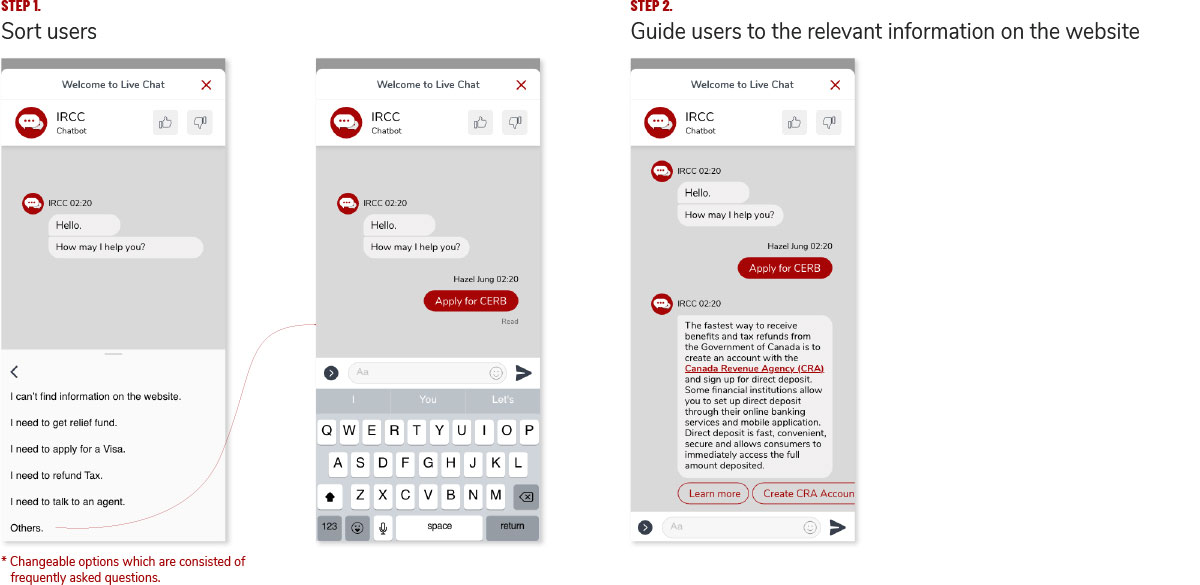 STEP 1.
Sort users
Welcome to Live Chat
IRCC
Chatbot
IRCC 02:20
Hello.
How may I help you?
I can't find information on the website.
I need to get relief fund.
I need to apply for a Visa.
I need to refund Tax.
I need to talk to an agent.
Others.
* Changeable options which are consisted of
frequently asked questions.
Welcome to Live Chat
IRCC
Chatbot
IRCC 02:20
Hello.
How may I help you?
Hazel Jung 02:20
Apply for CERB
Read
Aa
I You Let's
Q W E R T Y U I O P
A S D F G H J K L
Z X C V B N M
123 space return
STEP 2.
Guide users to the relevant information on the website
Welcome to Live Chat
IRCC
Chatbot
IRCC 02:20
Hello.
How may I help you?
Hazel Jung 02:20
Apply for CERB
IRCC 02:20
The fastest way to receive
benefits and tax refunds from
the Government of Canada is to
create an account with the
Canada Revenue Agency (CRA)
and sign up for direct deposit.
Some financial institutions allow
you to set up direct deposit
through their online banking
services and mobile application.
Direct deposit is fast, convenient,
secure and allows consumers to
immediately access the full
amount deposited.
Learn more Create CRA Accoun
Aa